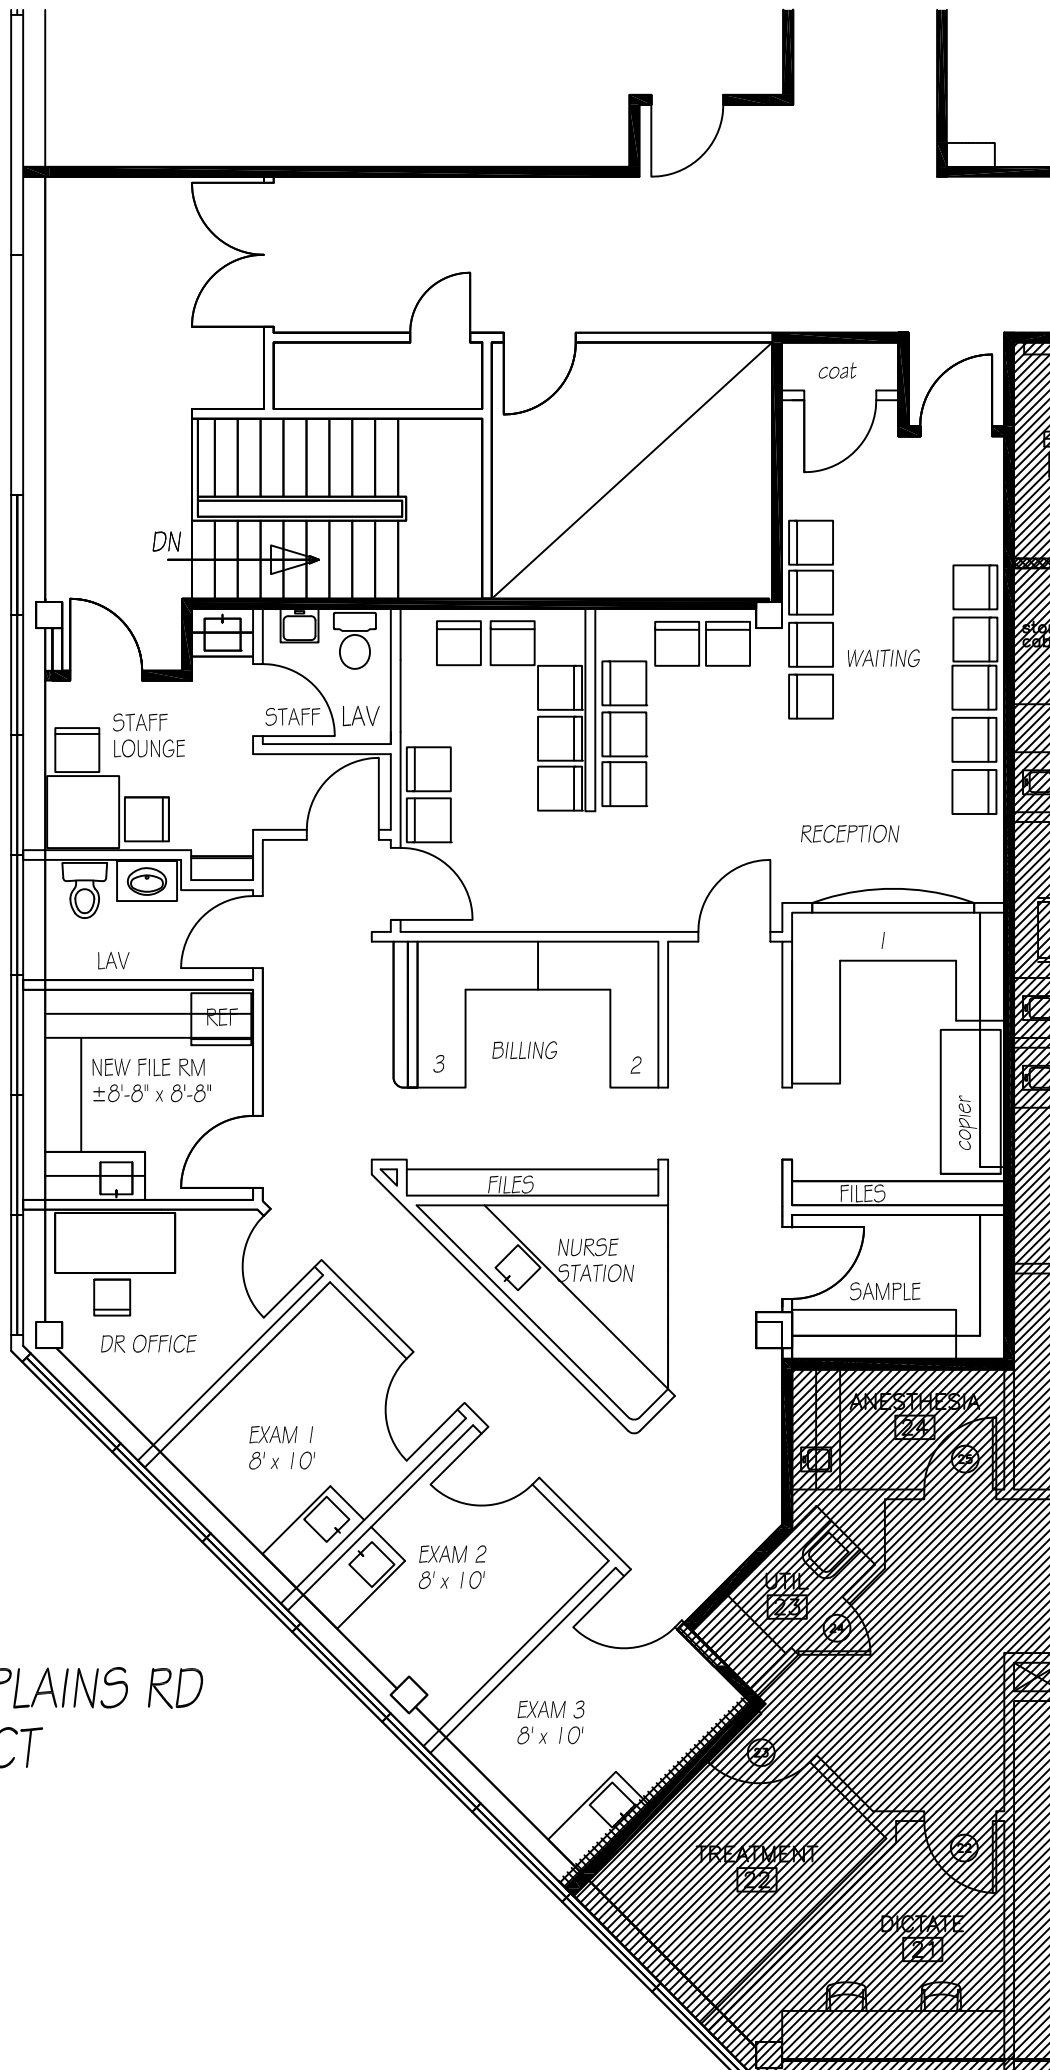 coat
DN
WAITING
STAFF
LOUNGE
STAFF LAV
RECEPTION
LAV
1
REF
3
BILLING
2
NEW FILE RM
±8'-8" x 8'-8"
copier
FILES
FILES
NURSE
STATION
SAMPLE
DR OFFICE
ANESTHESIA
24
25
EXAM 1
8' x 10'
EXAM 2
8' x 10'
UTIL
23
24
PLAINS RD
CT
EXAM 3
8' x 10'
23
TREATMENT
22
22
DICTATE
21